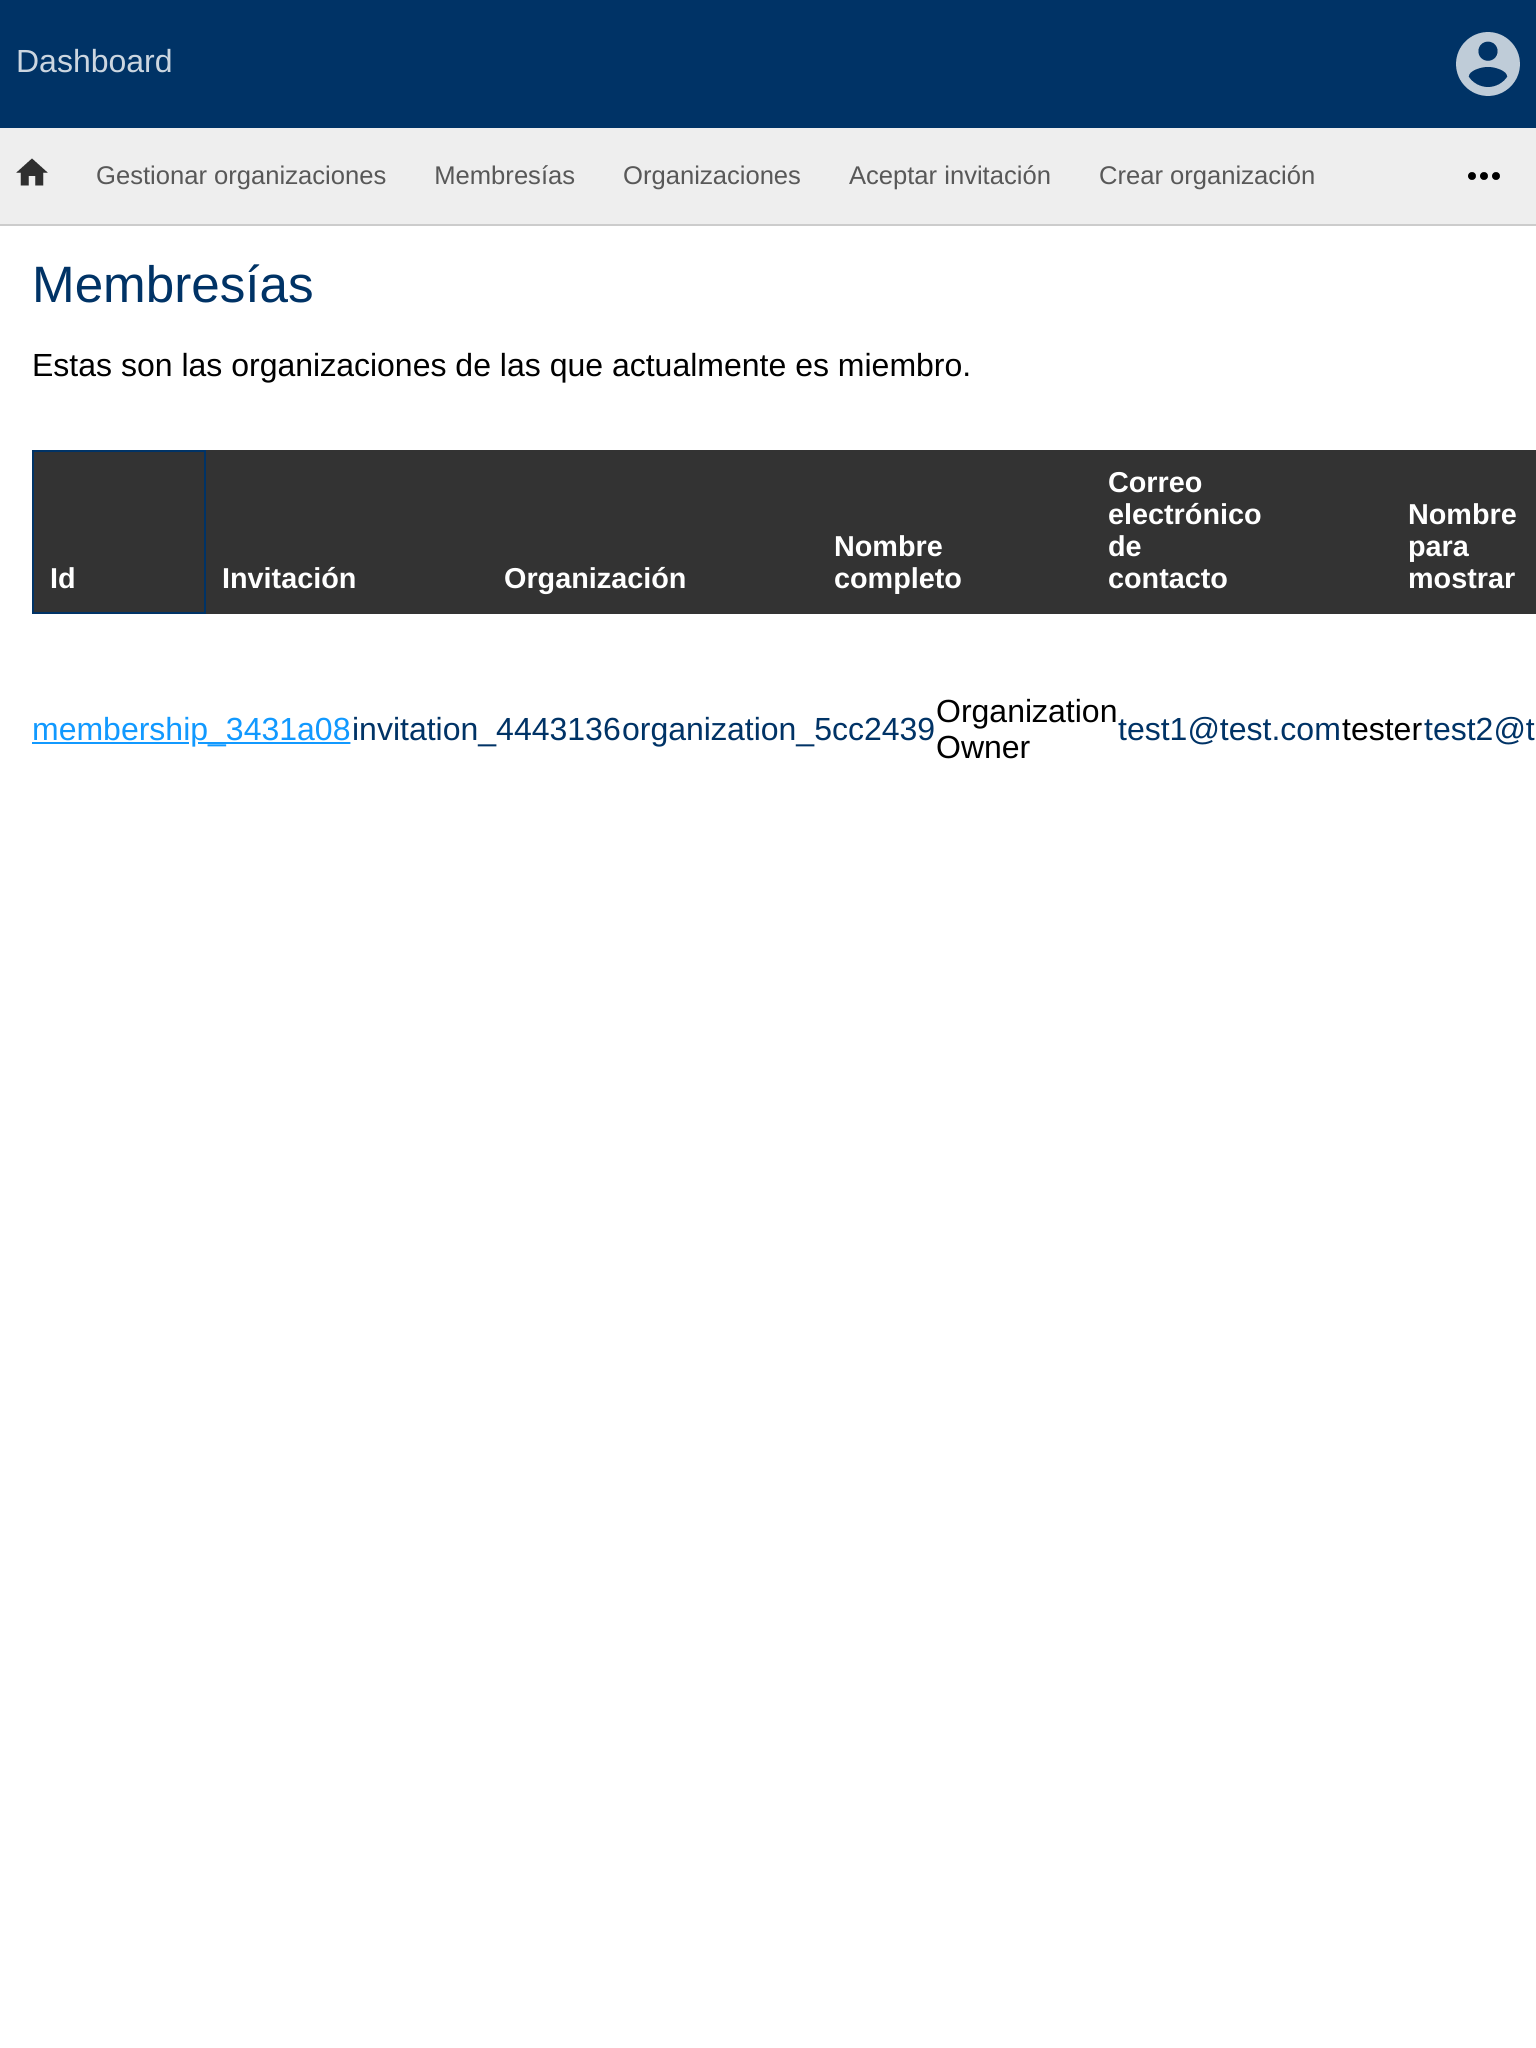 Dashboard
Gestionar organizaciones Membresías Organizaciones Aceptar invitación Crear organización
Membresías
Estas son las organizaciones de las que actualmente es miembro.
Id
Invitación
Organización
Nombre
completo
Correo
electrónico
de
contacto
Nombre
para
mostrar
membership_3431a08
invitation_4443136
organization_5cc2439
Organization
Owner
test1@test.com
tester
test2@t